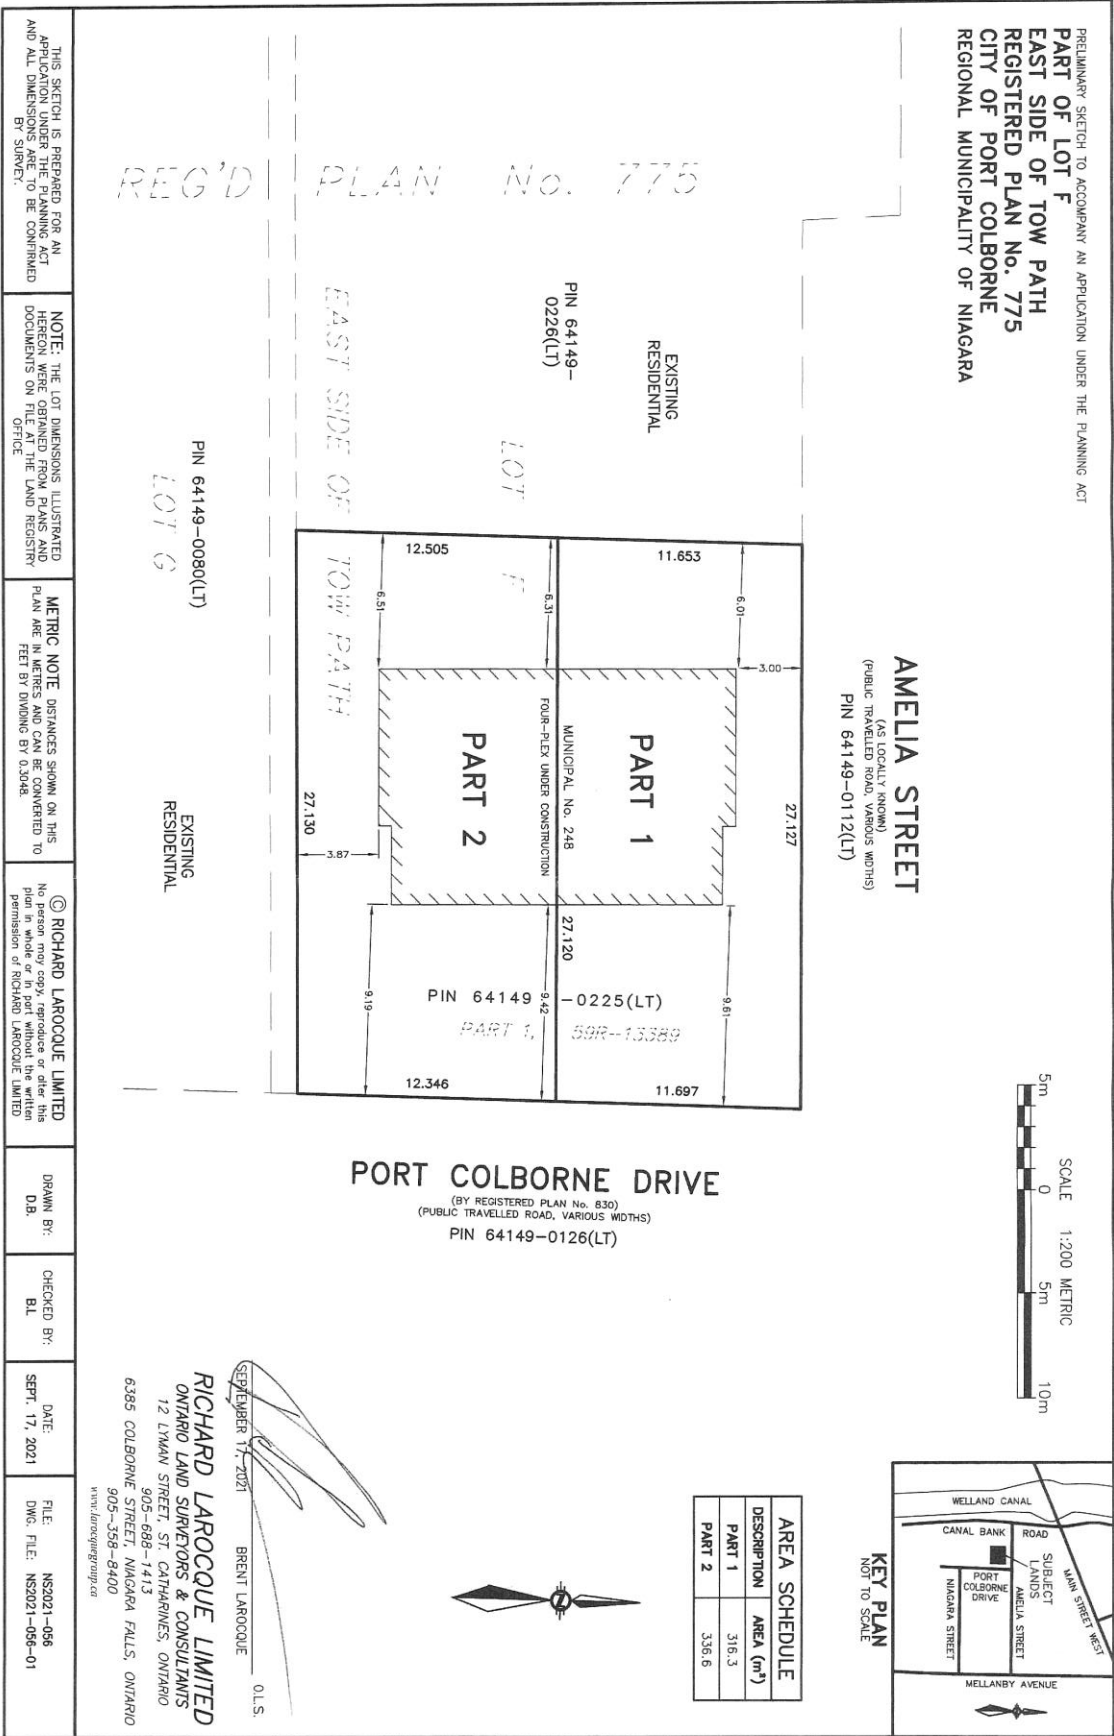 PRELIMINARY SKETCH TO ACCOMPANY AN APPLICATION UNDER THE PLANNING ACT
PART OF LOT F
EAST SIDE OF TOW PATH
REGISTERED PLAN No. 775
CITY OF PORT COLBORNE
REGIONAL MUNICIPALITY OF NIAGARA
SCALE 1:200 METRIC
5m 0 5m 10m
WELLAND CANAL
CANAL BANK ROAD
SUBJECT
LANDS
MAIN STREET WEST
PORT
COLBORNE
DRIVE
AMELIA STREET
NIAGARA STREET
MELLANBY AVENUE
KEY PLAN
NOT TO SCALE
AMELIA STREET
(AS LOCALLY KNOWN)
(PUBLIC TRAVELLED ROAD, VARIOUS WIDTHS)
PIN 64149-0112(LT)
AREA SCHEDULE
DESCRIPTION AREA (m²)
PART 1 316.3
PART 2 336.6
REG'D PLAN No. 775
EXISTING
RESIDENTIAL
PIN 64149-
0226(LT)
LOT F
EAST SIDE OF TOW PATH
27.127
3.00
11.653
6.01
PART 1
9.61
11.697
MUNICIPAL No. 248
27.120
6.31
FOUR-PLEX UNDER CONSTRUCTION
9.42
PIN 64149-0225(LT)
PART 1, 59R-13389
12.505
6.51
PART 2
9.19
12.346
3.87
27.130
PORT COLBORNE DRIVE
(BY REGISTERED PLAN No. 830)
(PUBLIC TRAVELLED ROAD, VARIOUS WIDTHS)
PIN 64149-0126(LT)
PIN 64149-0080(LT)
LOT G
EXISTING
RESIDENTIAL
SEPTEMBER 17, 2021 BRENT LAROCQUE O.L.S.
RICHARD LAROCQUE LIMITED
ONTARIO LAND SURVEYORS & CONSULTANTS
12 LYMAN STREET, ST. CATHARINES, ONTARIO
905-688-1413
6385 COLBORNE STREET, NIAGARA FALLS, ONTARIO
905-358-8400
www.larocquegroup.ca
THIS SKETCH IS PREPARED FOR AN
APPLICATION UNDER THE PLANNING ACT
AND ALL DIMENSIONS ARE TO BE CONFIRMED
BY SURVEY.
NOTE: THE LOT DIMENSIONS ILLUSTRATED
HEREON WERE OBTAINED FROM PLANS AND
DOCUMENTS ON FILE AT THE LAND REGISTRY
OFFICE
METRIC NOTE DISTANCES SHOWN ON THIS
PLAN ARE IN METRES AND CAN BE CONVERTED TO
FEET BY DIVIDING BY 0.3048.
© RICHARD LAROCQUE LIMITED
No person may copy, reproduce or alter this
plan in whole or in part without the written
permission of RICHARD LAROCQUE LIMITED
DRAWN BY:
D.B.
CHECKED BY:
B.L
DATE:
SEPT. 17, 2021
FILE: NS2021-056
DWG. FILE: NS2021-056-01